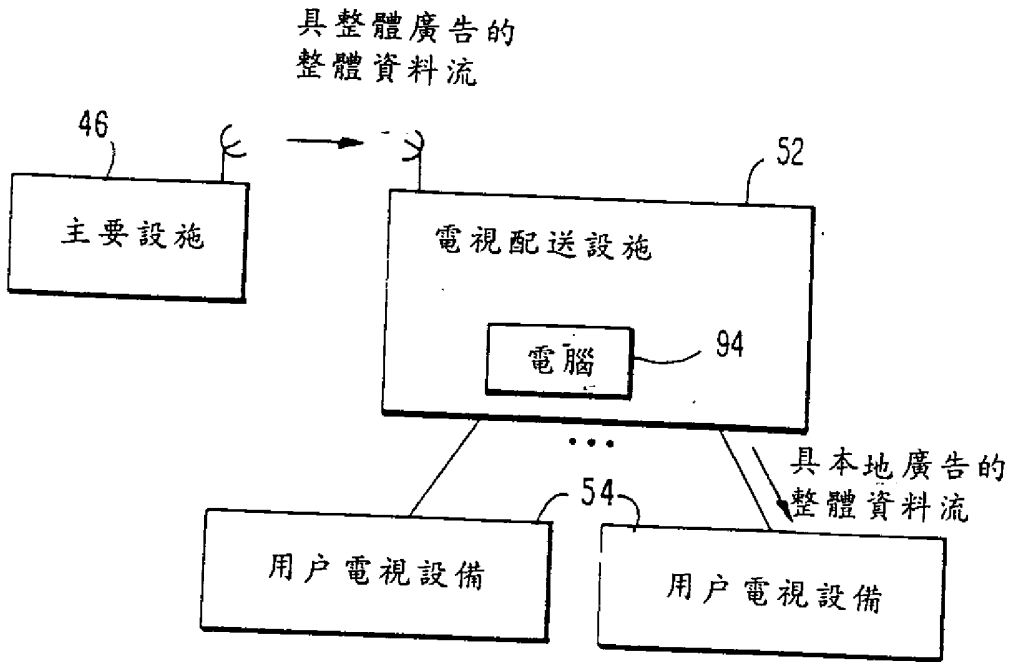 具整體廣告的
整體資料流
46
52
主要設施
電視配送設施
電腦
94
•••
具本地廣告的
整體資料流
54
用户電視設備
用户電視設備